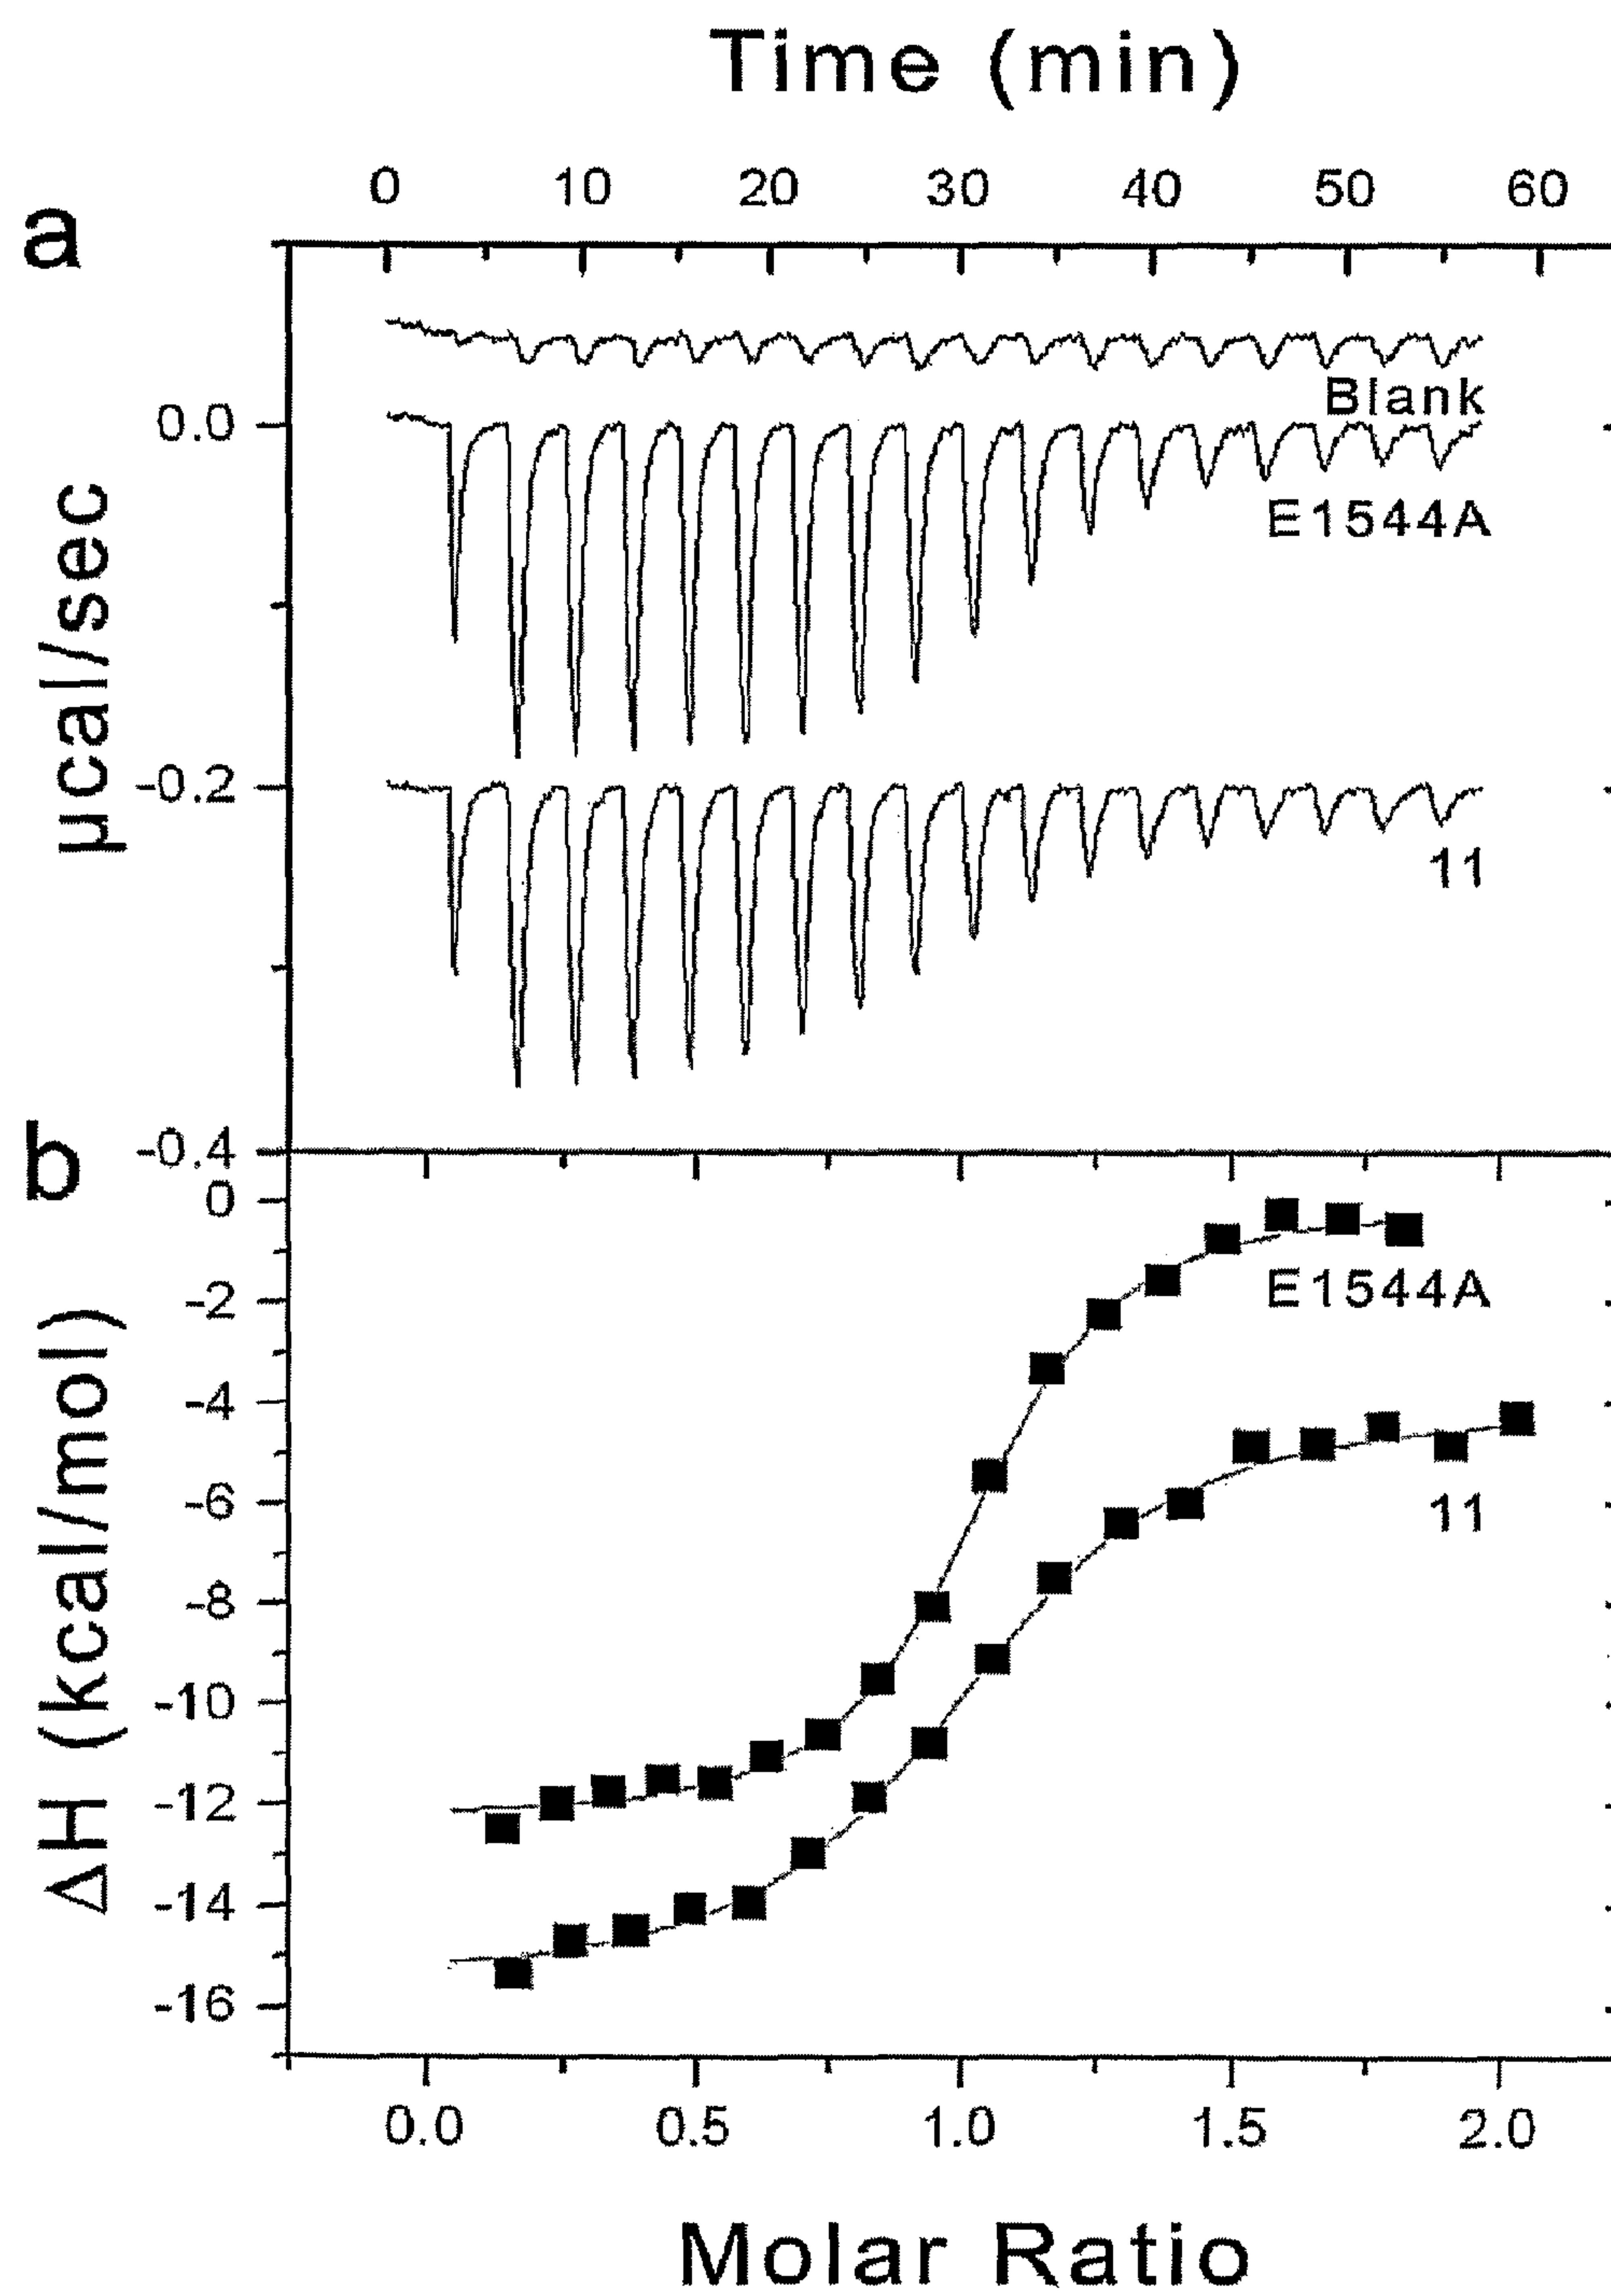 Time (min)
0 10 20 30 40 50 60
a
Blank
0.0
E1544A
μcal/sec
-0.2
11
b
-0.4
0
E1544A
-2
-4
-6
11
-8
ΔH (kcal/mol)
-10
-12
-14
-16
0.0 0.5 1.0 1.5 2.0
Molar Ratio